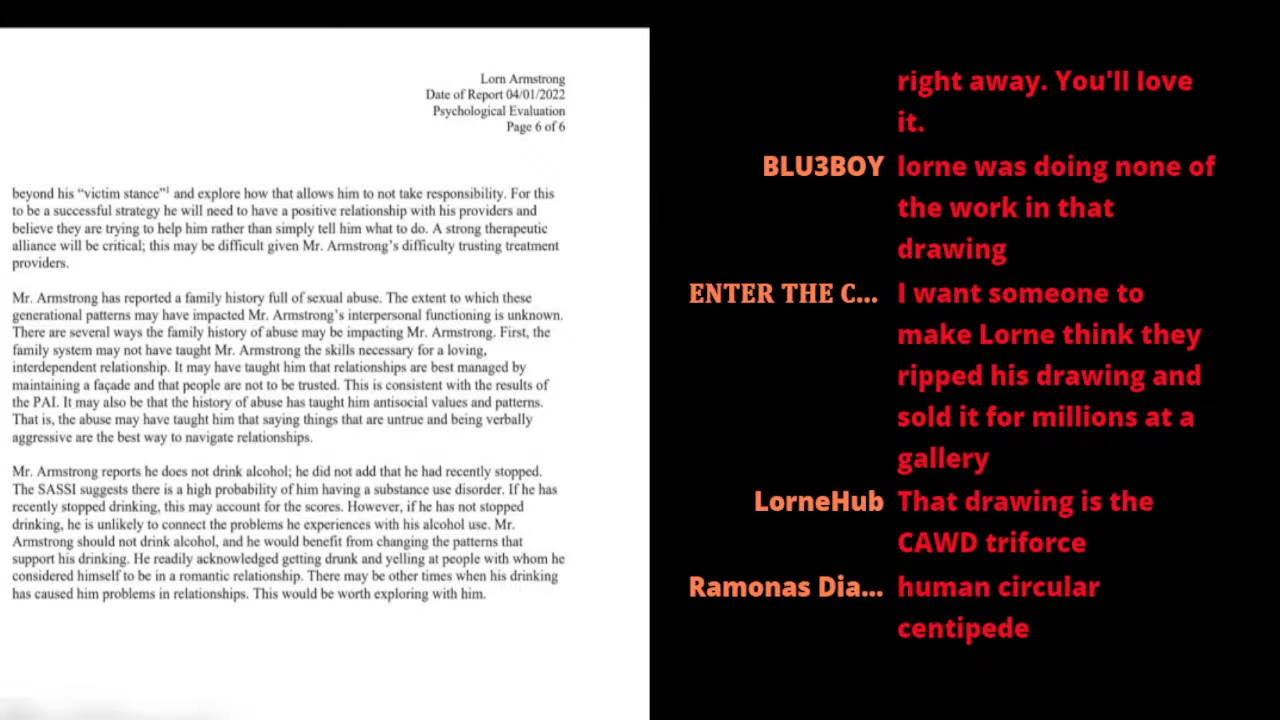 Lorn Armstrong
Date of Report 04/01/2022
Psychological Evaluation
Page 6 of 6
beyond his “victim stance”¹ and explore how that allows him to not take responsibility. For this
to be a successful strategy he will need to have a positive relationship with his providers and
believe they are trying to help him rather than simply tell him what to do. A strong therapeutic
alliance will be critical; this may be difficult given Mr. Armstrong’s difficulty trusting treatment
providers.
Mr. Armstrong has reported a family history full of sexual abuse. The extent to which these
generational patterns may have impacted Mr. Armstrong’s interpersonal functioning is unknown.
There are several ways the family history of abuse may be impacting Mr. Armstrong. First, the
family system may not have taught Mr. Armstrong the skills necessary for a loving,
interdependent relationship. It may have taught him that relationships are best managed by
maintaining a façade and that people are not to be trusted. This is consistent with the results of
the PAI. It may also be that the history of abuse has taught him antisocial values and patterns.
That is, the abuse may have taught him that saying things that are untrue and being verbally
aggressive are the best way to navigate relationships.
Mr. Armstrong reports he does not drink alcohol; he did not add that he had recently stopped.
The SASSI suggests there is a high probability of him having a substance use disorder. If he has
recently stopped drinking, this may account for the scores. However, if he has not stopped
drinking, he is unlikely to connect the problems he experiences with his alcohol use. Mr.
Armstrong should not drink alcohol, and he would benefit from changing the patterns that
support his drinking. He readily acknowledged getting drunk and yelling at people with whom he
considered himself to be in a romantic relationship. There may be other times when his drinking
has caused him problems in relationships. This would be worth exploring with him.
right away. You'll love
it.
BLU3BOY lorne was doing none of
the work in that
drawing
ENTER THE C... I want someone to
make Lorne think they
ripped his drawing and
sold it for millions at a
gallery
LorneHub That drawing is the
CAWD triforce
Ramonas Dia... human circular
centipede